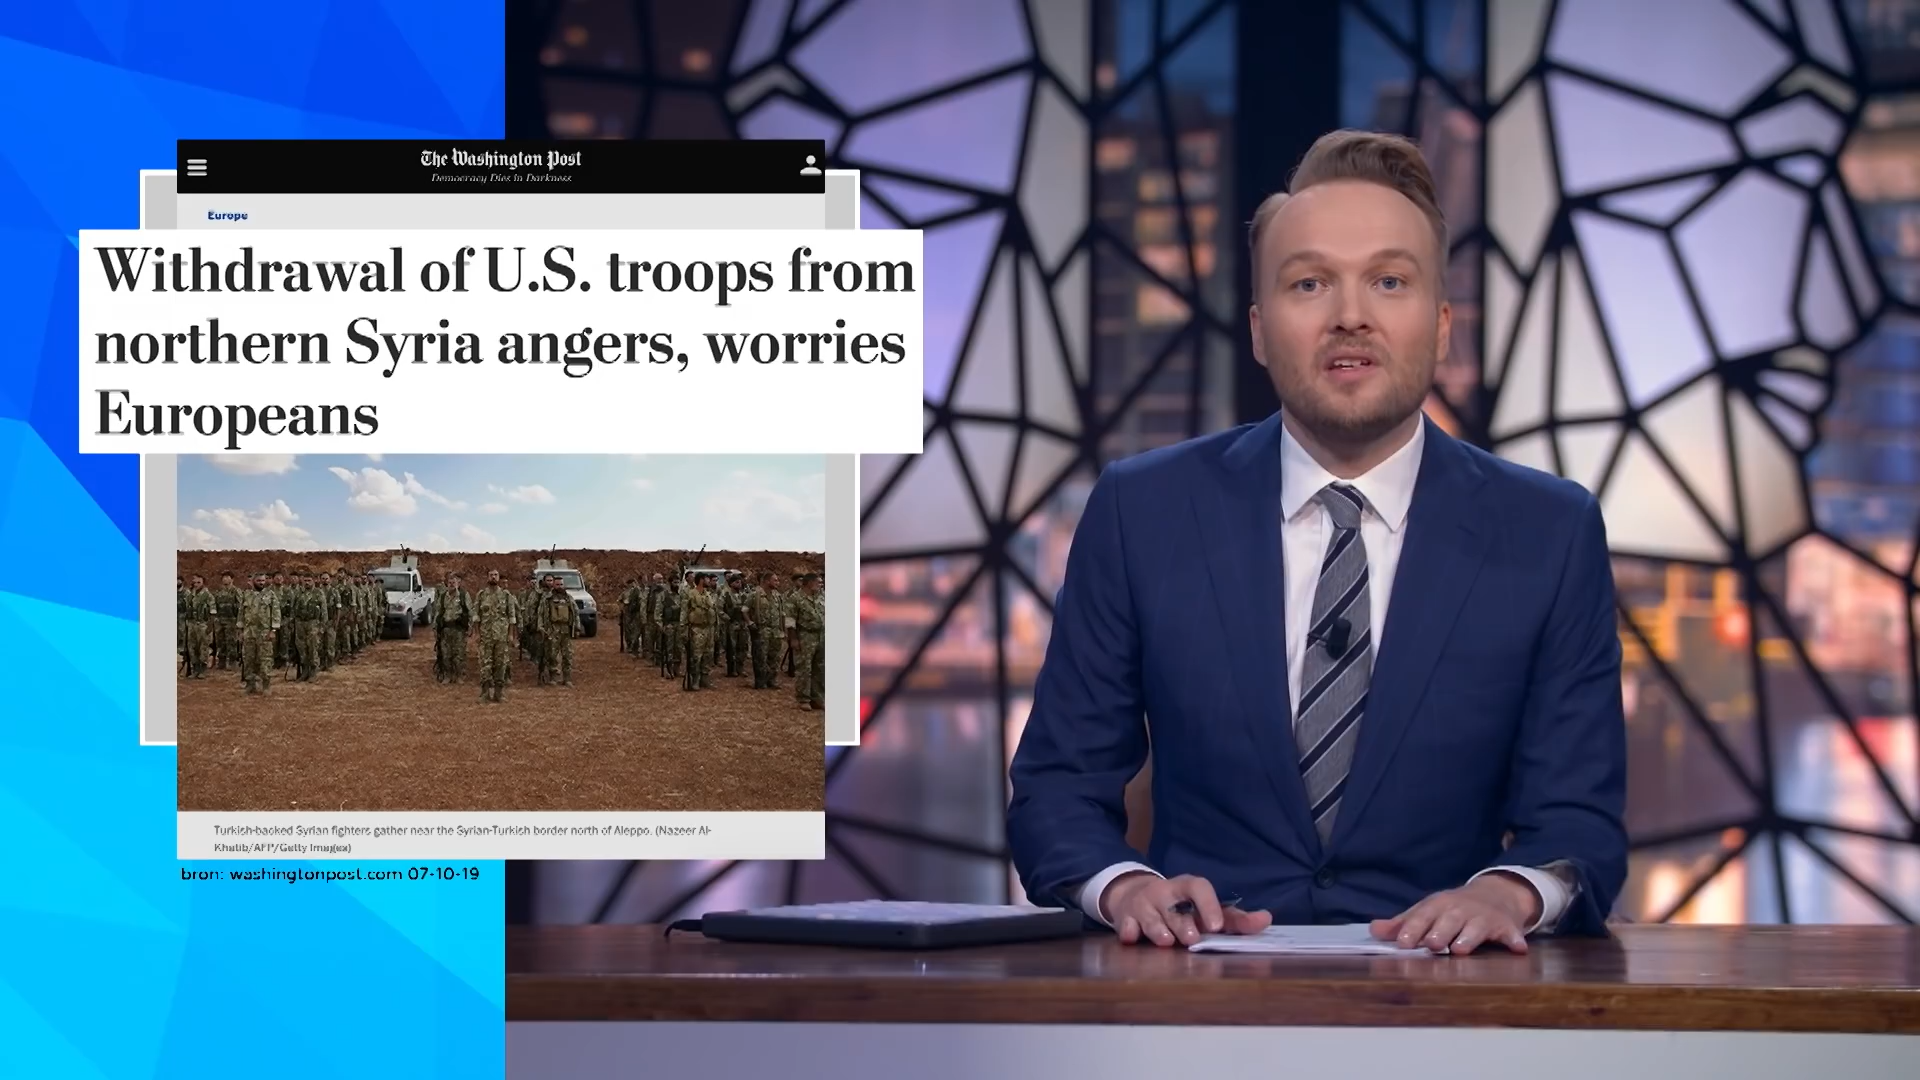 The Washington Post
Democracy Dies in Darkness
Europe
Withdrawal of U.S. troops from
northern Syria angers, worries
Europeans
Turkish-backed Syrian fighters gather near the Syrian-Turkish border north of Aleppo. (Nazeer Al-
Khatib/AFP/Getty Images)
bron: washingtonpost.com 07-10-19